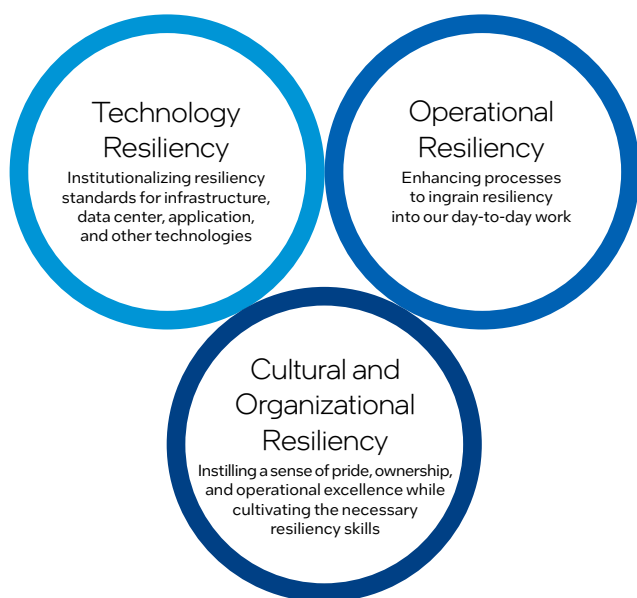 Technology
Resiliency
Institutionalizing resiliency
standards for infrastructure,
data center, application,
and other technologies
Operational
Resiliency
Enhancing processes
to ingrain resiliency
into our day-to-day work
Cultural and
Organizational
Resiliency
Instilling a sense of pride, ownership,
and operational excellence while
cultivating the necessary
resiliency skills